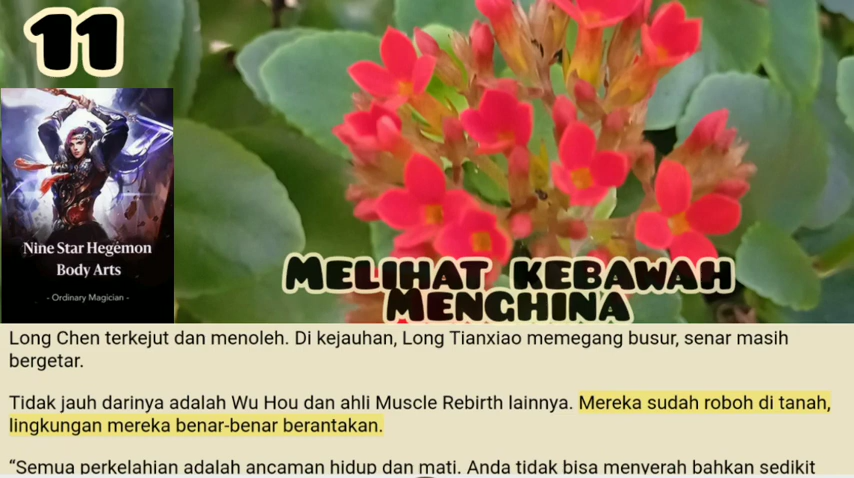 11
Nine Star Hegemon
Body Arts
- Ordinary Magician -
MELIHAT KEBAWAH
MENGHINA
Long Chen terkejut dan menoleh. Di kejauhan, Long Tianxiao memegang busur, senar masih
bergetar.
Tidak jauh darinya adalah Wu Hou dan ahli Muscle Rebirth lainnya. Mereka sudah roboh di tanah,
lingkungan mereka benar-benar berantakan.
“Semua perkelahian adalah ancaman hidup dan mati. Anda tidak bisa menyerah bahkan sedikit